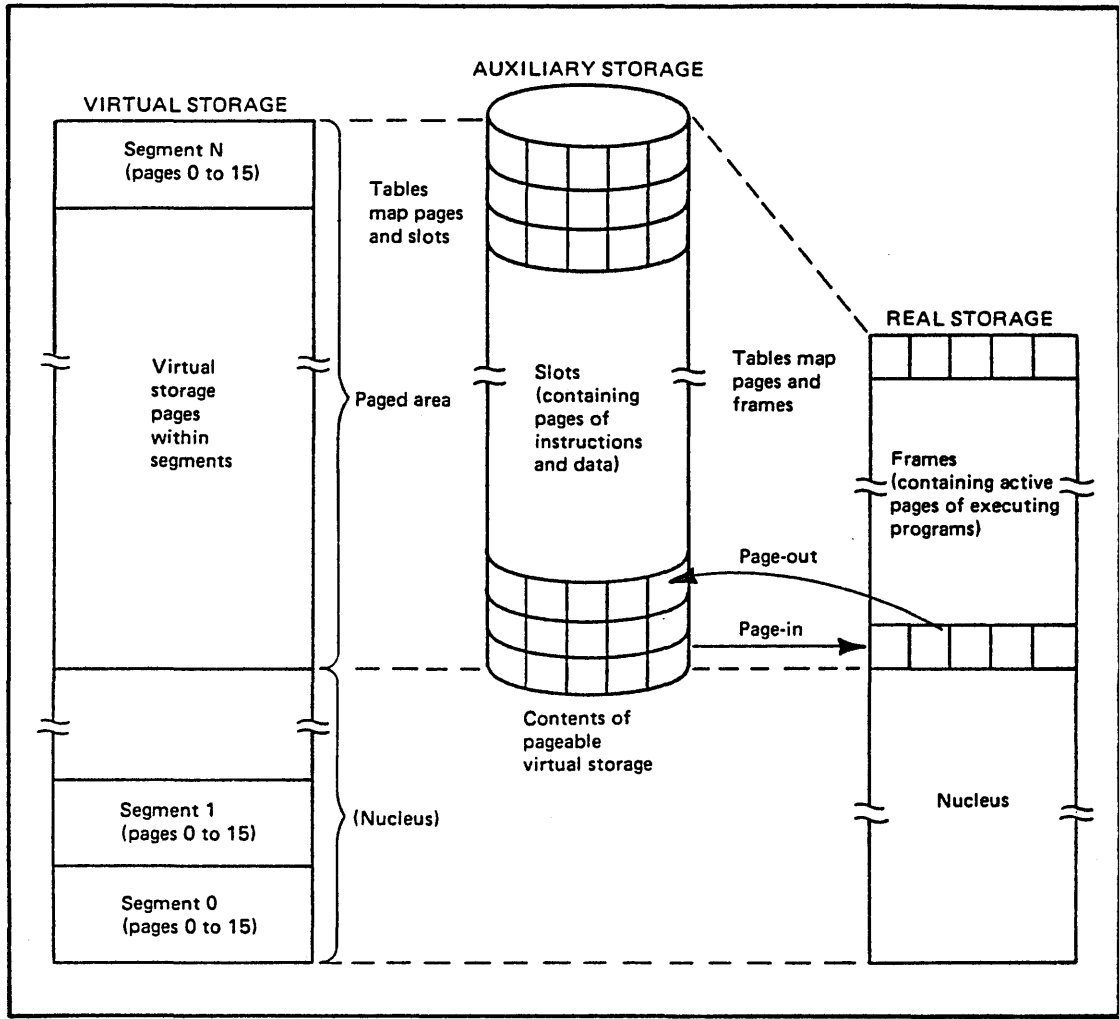 AUXILIARY STORAGE
VIRTUAL STORAGE
Segment N
(pages 0 to 15)
Tables
map pages
and slots
REAL STORAGE
Virtual
storage
pages
within
segments
Paged area
Slots
(containing
pages of
instructions
and data)
Tables map
pages and
frames
Frames
(containing active
pages of executing
programs)
Page-out
Page-in
Contents of
pageable
virtual storage
Segment 1
(pages 0 to 15)
(Nucleus)
Nucleus
Segment 0
(pages 0 to 15)